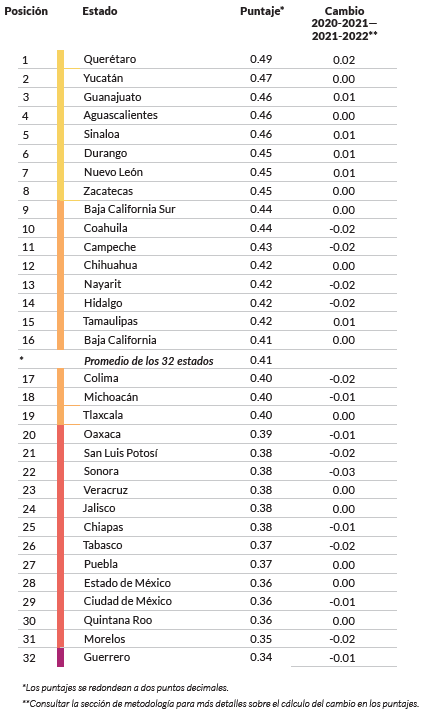 Posición Estado Puntaje* Cambio
2020-2021—
2021-2022**
1 Querétaro 0.49 0.02
2 Yucatán 0.47 0.00
3 Guanajuato 0.46 0.01
4 Aguascalientes 0.46 0.00
5 Sinaloa 0.46 0.01
6 Durango 0.45 0.01
7 Nuevo León 0.45 0.01
8 Zacatecas 0.45 0.00
9 Baja California Sur 0.44 0.00
10 Coahuila 0.44 -0.02
11 Campeche 0.43 -0.02
12 Chihuahua 0.42 0.00
13 Nayarit 0.42 -0.02
14 Hidalgo 0.42 -0.02
15 Tamaulipas 0.42 0.01
16 Baja California 0.41 0.00
* Promedio de los 32 estados 0.41
17 Colima 0.40 -0.02
18 Michoacán 0.40 -0.01
19 Tlaxcala 0.40 0.00
20 Oaxaca 0.39 -0.01
21 San Luis Potosí 0.38 -0.02
22 Sonora 0.38 -0.03
23 Veracruz 0.38 0.00
24 Jalisco 0.38 0.00
25 Chiapas 0.38 -0.01
26 Tabasco 0.37 -0.02
27 Puebla 0.37 0.00
28 Estado de México 0.36 0.00
29 Ciudad de México 0.36 -0.01
30 Quintana Roo 0.36 0.00
31 Morelos 0.35 -0.02
32 Guerrero 0.34 -0.01
*Los puntajes se redondean a dos puntos decimales.
**Consultar la sección de metodología para más detalles sobre el cálculo del cambio en los puntajes.